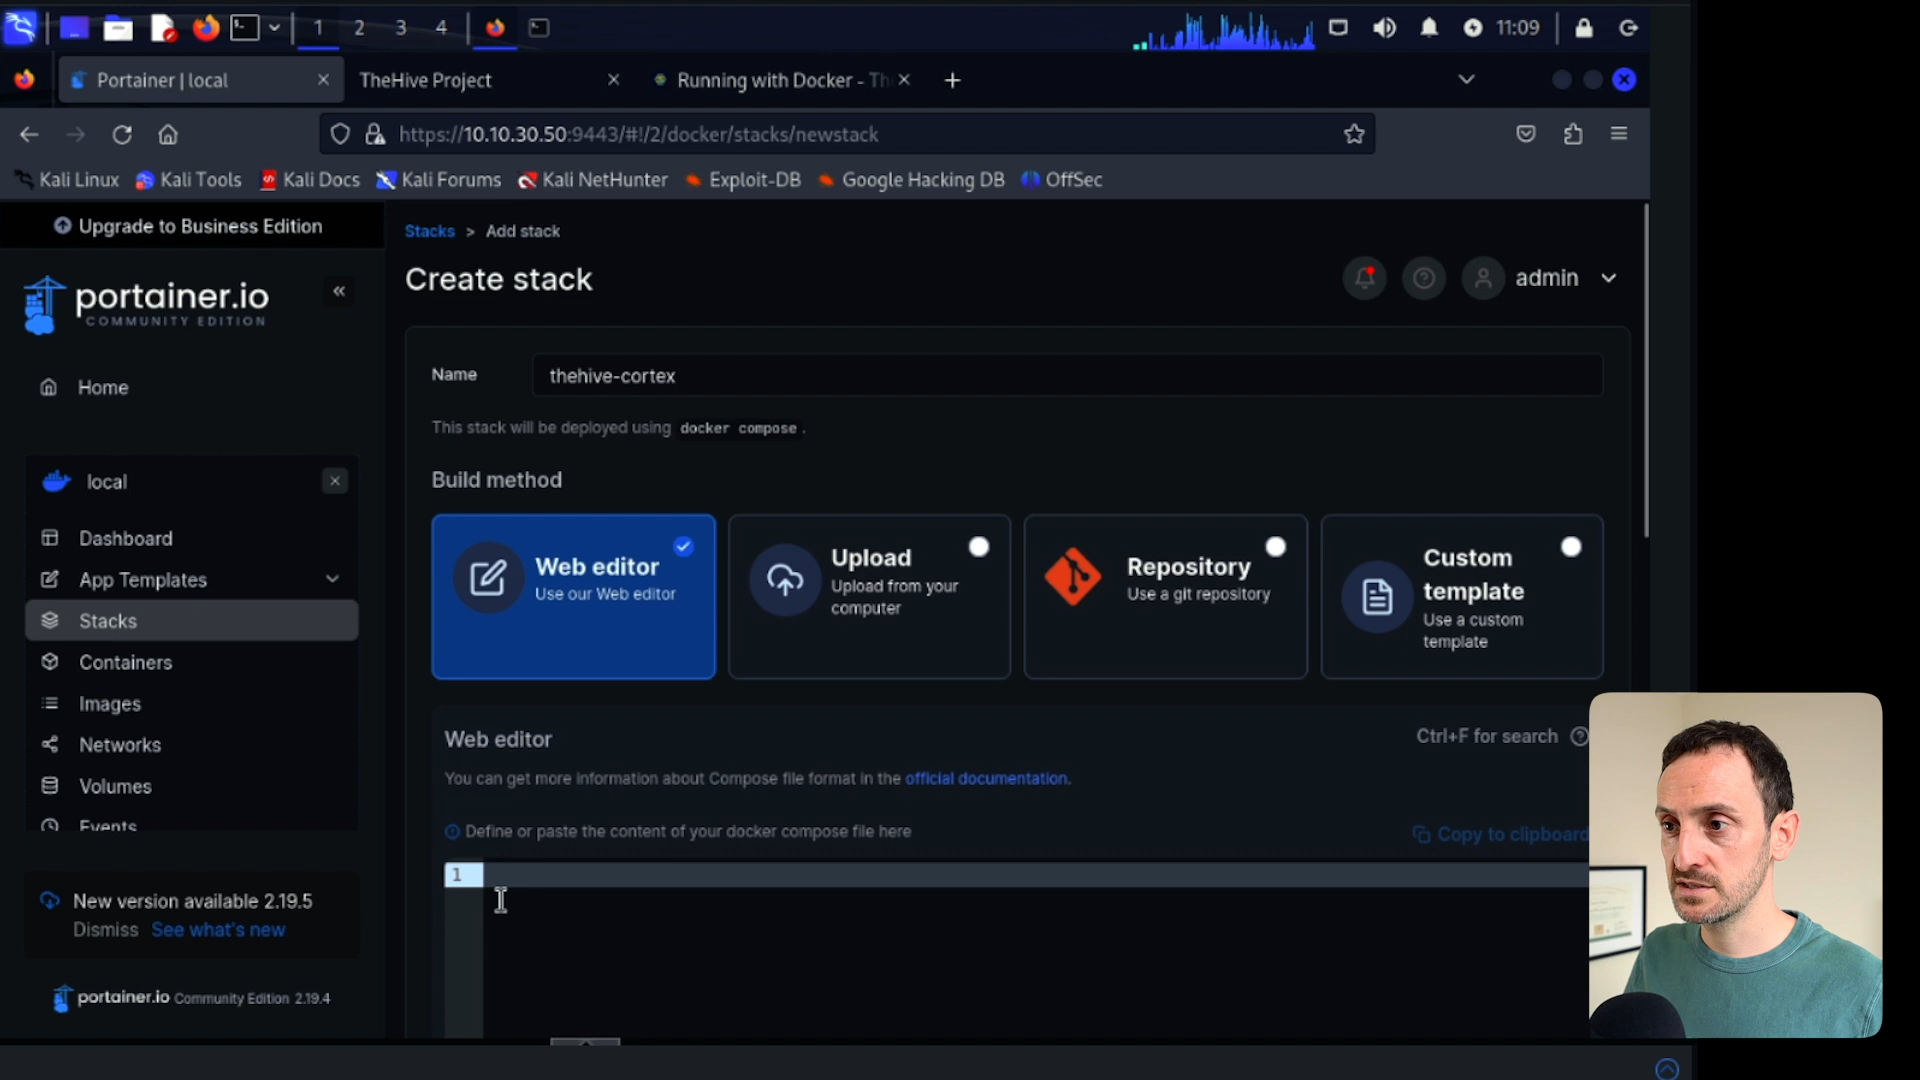 1 2 3 4 11:09
Portaıner | local TheHive Project Running with Docker - Th
https://10.10.30.50:9443/#!/2/docker/stacks/newstack
Kali Linux Kali Tools Kali Docs Kali Forums Kali NetHunter Exploit-DB Google Hacking DB OffSec
Upgrade to Business Edition
portainer.io
COMMUNITY EDITION
Home
local
Dashboard
App Templates
Stacks
Containers
Images
Networks
Volumes
Events
New version available 2.19.5
Dismiss See what's new
portainer.io Community Edition 2.19.4
Stacks > Add stack
Create stack
admin
Name thehive-cortex
This stack will be deployed using docker compose.
Build method
Web editor
Use our Web editor
Upload
Upload from your
computer
Repository
Use a git repository
Custom
template
Use a custom
template
Web editor
Ctrl+F for search
You can get more information about Compose file format in the official documentation.
Define or paste the content of your docker compose file here
Copy to clipboard
1